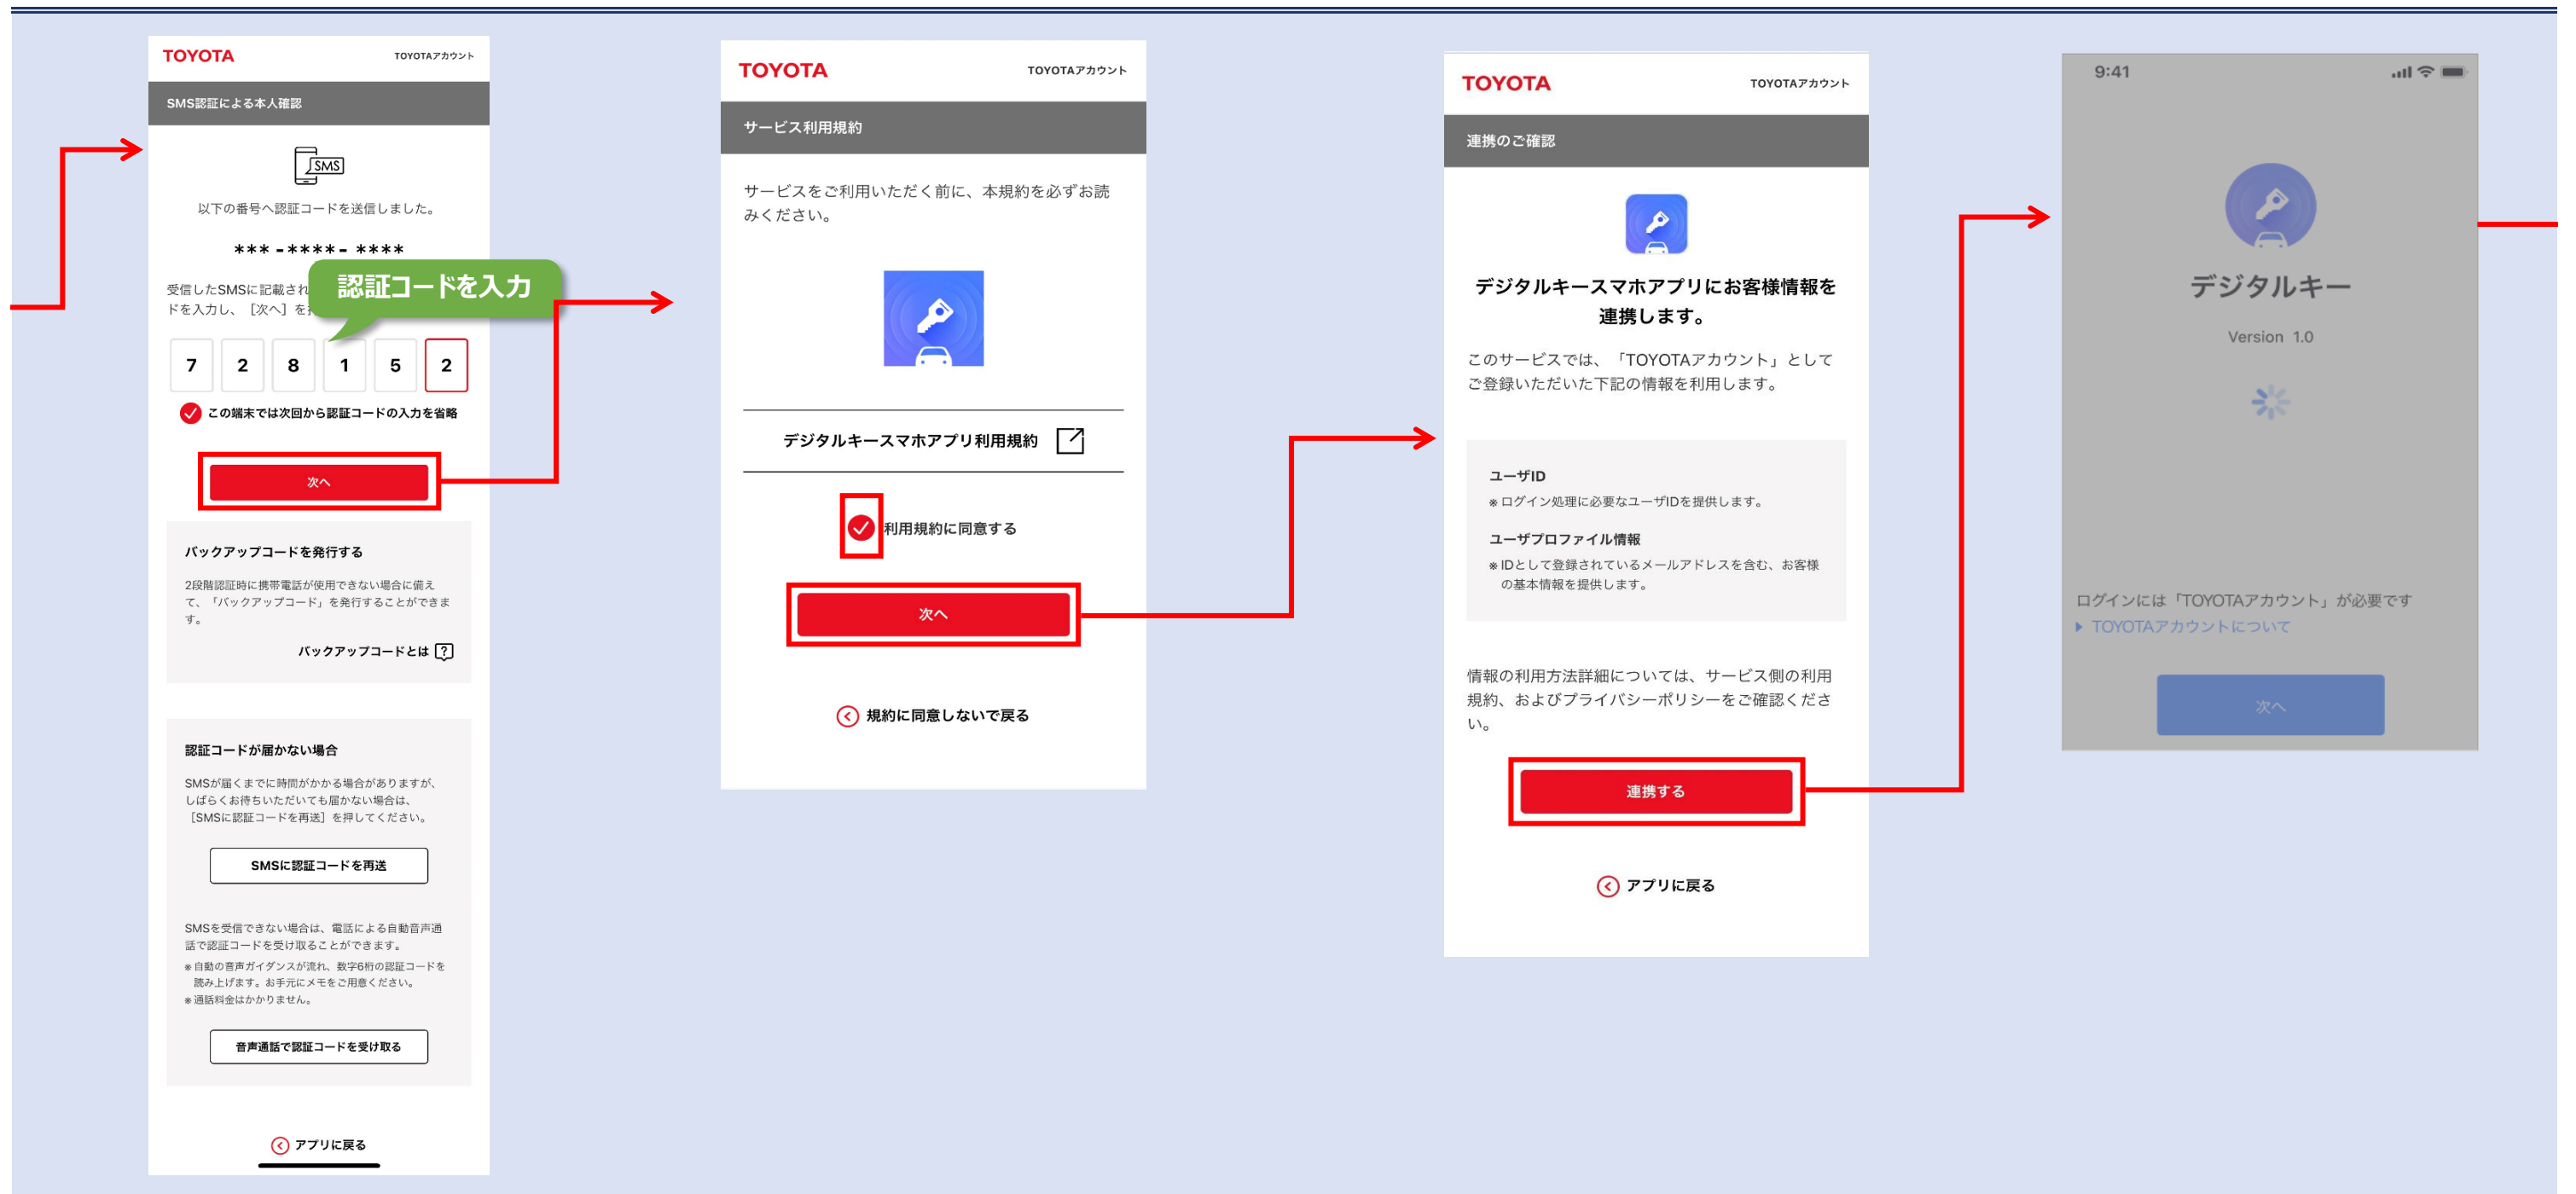 TOYOTA
TOYOTAアカウント
SMS認証による本人確認
SMS
以下の番号へ認証コードを送信しました。
*** -****- ****
受信したSMSに記載され
ドを入力し、［次へ］を
認証コードを入力
7 2 8 1 5 2
この端末では次回から認証コードの入力を省略
次へ
バックアップコードを発行する
2段階認証時に携帯電話が使用できない場合に備え
て、「バックアップコード」を発行することができま
す。
バックアップコードとは ?
認証コードが届かない場合
SMSが届くまでに時間がかかる場合がありますが、
しばらくお待ちいただいても届かない場合は、
［SMSに認証コードを再送］を押してください。
SMSに認証コードを再送
SMSを受信できない場合は、電話による自動音声通
話で認証コードを受け取ることができます。
※自動の音声ガイダンスが流れ、数字6桁の認証コードを
読み上げます。お手元にメモをご用意ください。
※通話料金はかかりません。
音声通話で認証コードを受け取る
アプリに戻る
TOYOTA
TOYOTAアカウント
サービス利用規約
サービスをご利用いただく前に、本規約を必ずお読
みください。
デジタルキースマホアプリ利用規約
利用規約に同意する
次へ
規約に同意しないで戻る
TOYOTA
TOYOTAアカウント
連携のご確認
デジタルキースマホアプリにお客様情報を
連携します。
このサービスでは、「TOYOTAアカウント」として
ご登録いただいた下記の情報を利用します。
ユーザID
※ログイン処理に必要なユーザIDを提供します。
ユーザプロファイル情報
※IDとして登録されているメールアドレスを含む、お客様
の基本情報を提供します。
情報の利用方法詳細については、サービス側の利用
規約、およびプライバシーポリシーをご確認くださ
い。
連携する
アプリに戻る
9:41
デジタルキー
Version 1.0
ログインには「TOYOTAアカウント」が必要です
TOYOTAアカウントについて
次へ